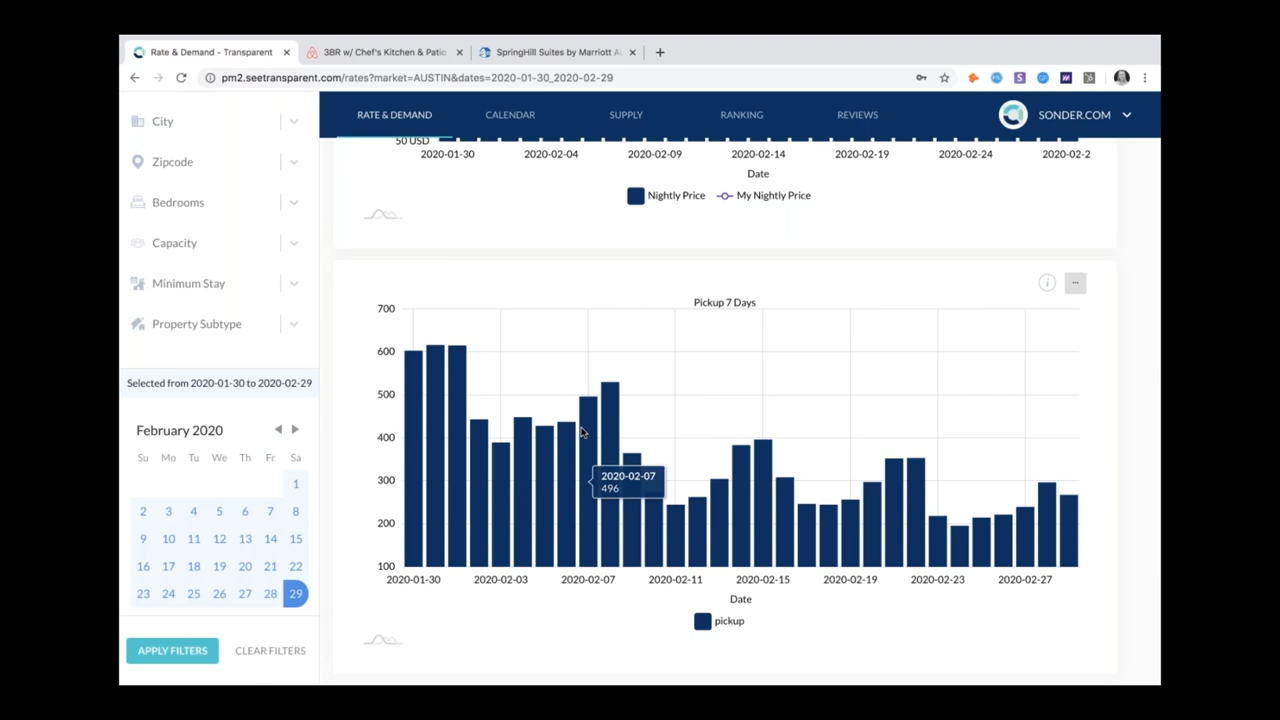 Rate & Demand - Transparent
3BR w/ Chef's Kitchen & Patio
SpringHill Suites by Marriott Au
pm2.seetransparent.com/rates?market=AUSTIN&dates=2020-01-30_2020-02-29
City
Zipcode
Bedrooms
Capacity
Minimum Stay
Property Subtype
Selected from 2020-01-30 to 2020-02-29
February 2020
Su Mo Tu We Th Fr Sa
1
2 3 4 5 6 7 8
9 10 11 12 13 14 15
16 17 18 19 20 21 22
23 24 25 26 27 28 29
APPLY FILTERS CLEAR FILTERS
RATE & DEMAND CALENDAR SUPPLY RANKING REVIEWS SONDER.COM
50 USD
2020-01-30 2020-02-04 2020-02-09 2020-02-14 2020-02-19 2020-02-24 2020-02-2
Date
Nightly Price My Nightly Price
Pickup 7 Days
700
600
500
400
300
200
100
2020-02-07
496
2020-01-30 2020-02-03 2020-02-07 2020-02-11 2020-02-15 2020-02-19 2020-02-23 2020-02-27
Date
pickup